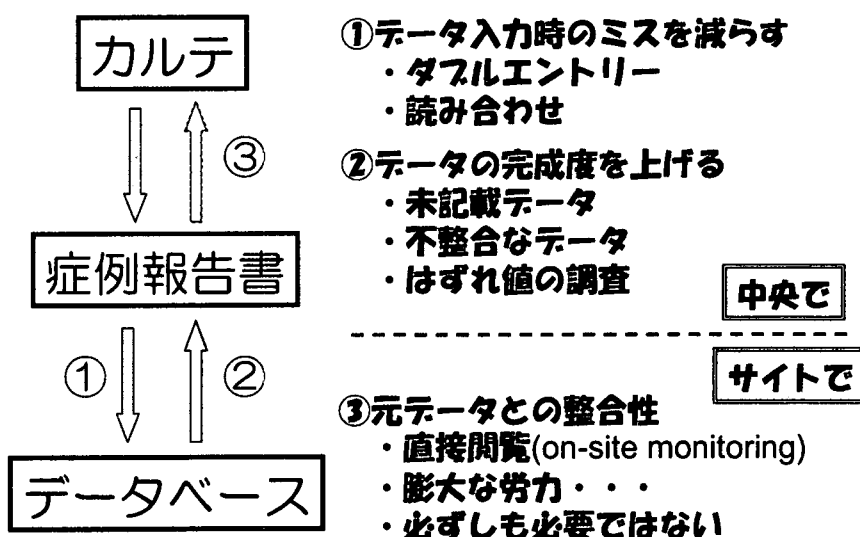 カルテ
③
症例報告書
①
②
データベース
①データ入力時のミスを減らす
・ダブルエントリー
・読み合わせ
②データの完成度を上げる
・未記載データ
・不整合なデータ
・はずれ値の調査
中央で
サイトで
③元データとの整合性
・直接閲覧(on-site monitoring)
・膨大な労力・・・
・必ずしも必要ではない